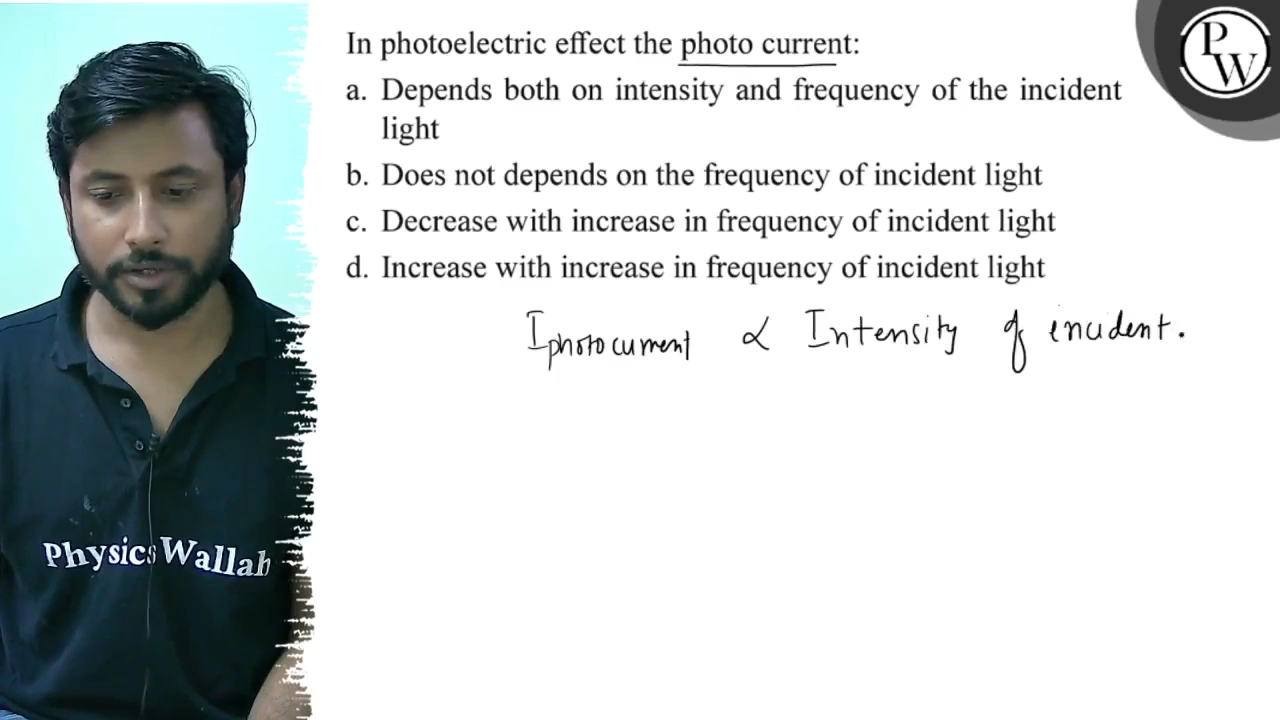 In photoelectric effect the photo current:
a. Depends both on intensity and frequency of the incident
light
b. Does not depends on the frequency of incident light
c. Decrease with increase in frequency of incident light
d. Increase with increase in frequency of incident light
I photocurrent ∝ Intensity of incident.
PW
Physics Wallah